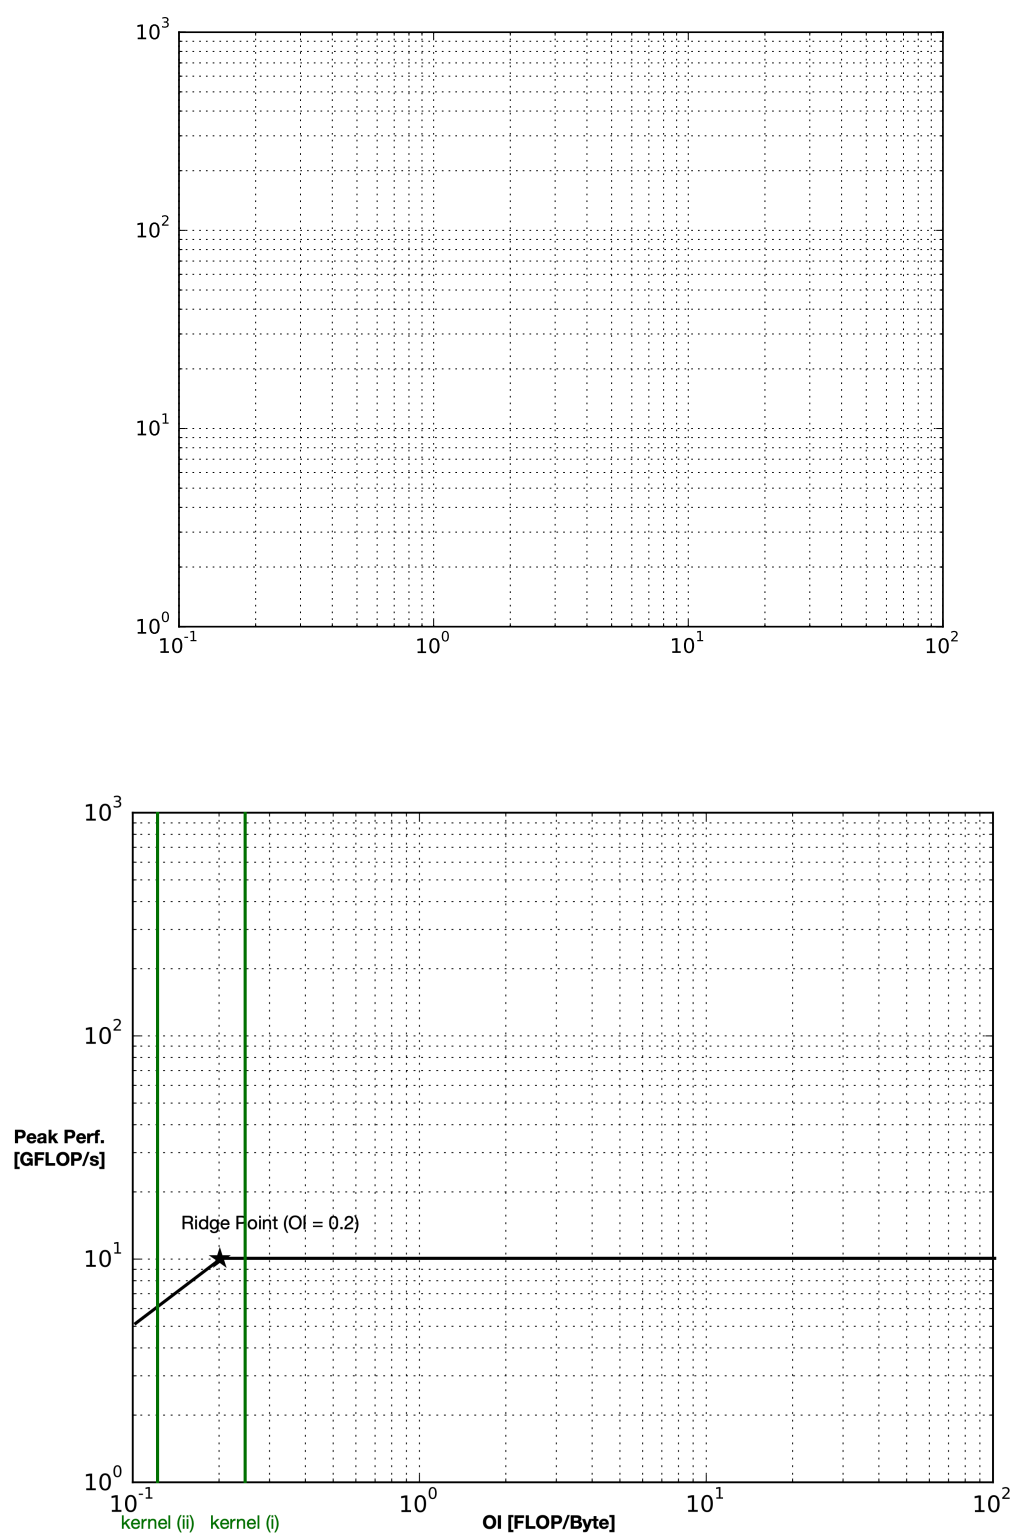 10³
10²
10¹
10⁰
10⁻¹ 10⁰ 10¹ 10²
10³
10²
Peak Perf.
[GFLOP/s]
Ridge Point (OI = 0.2)
10¹
10⁰
10⁻¹ 10⁰ 10¹ 10²
kernel (ii) kernel (i) OI [FLOP/Byte]